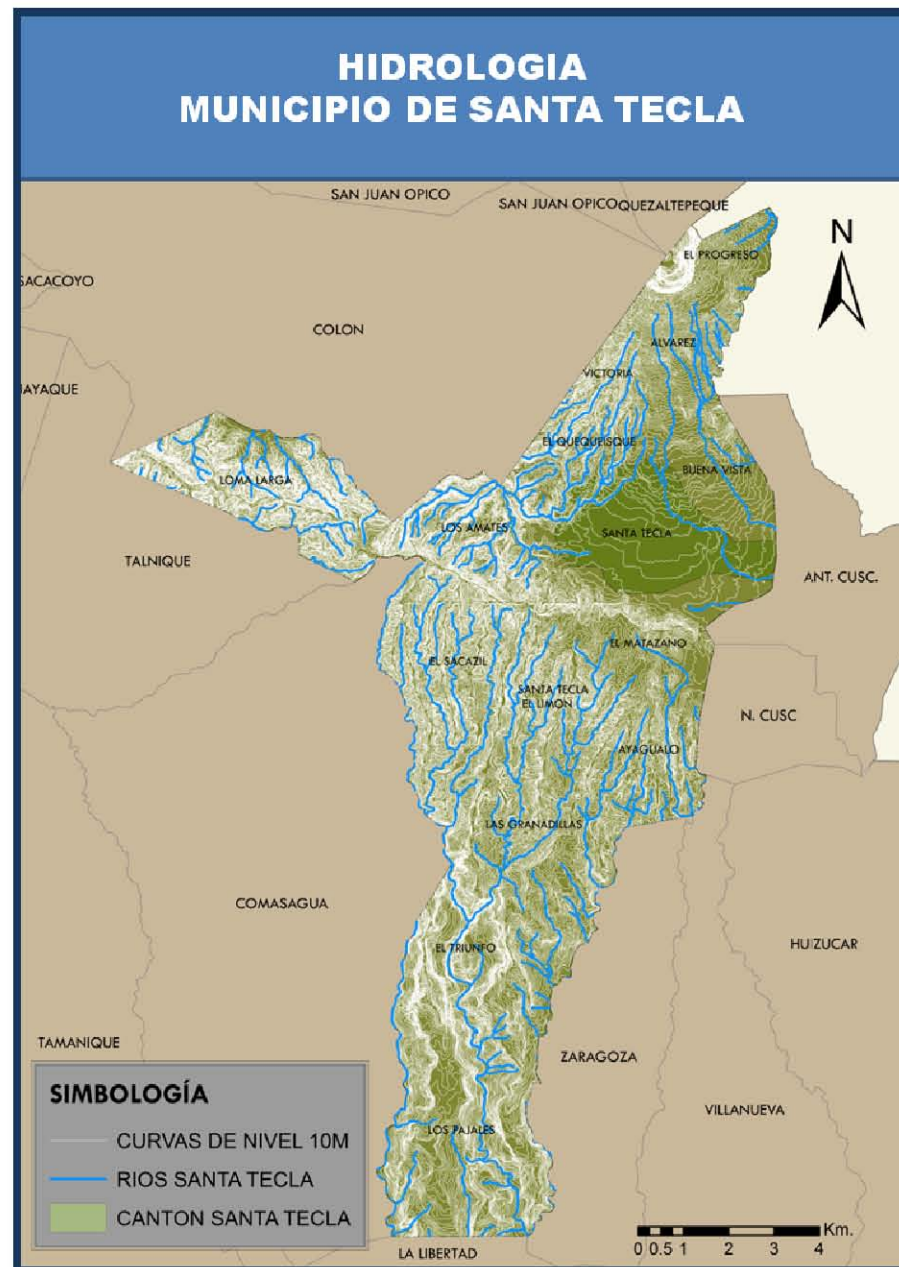 HIDROLOGIA
MUNICIPIO DE SANTA TECLA
SAN JUAN OPICO
SAN JUAN OPICO
QUEZALTEPEQUE
N
EL PROGRESO
SACACOYO
COLON
ALVAREZ
VICTORIA
JAYAQUE
EL QUEQUEISQUE
BUENA VISTA
LOMA LARGA
LOS AMATES
SANTA TECLA
TALNIQUE
ANT. CUSC.
EL MATAZANO
EL SACAZIL
SANTA TECLA
EL LIMON
N. CUSC
AYAGUALO
LAS GRANADILLAS
COMASAGUA
EL TRIUNFO
HUIZUCAR
TAMANIQUE
ZARAGOZA
VILLANUEVA
LOS PAJALES
SIMBOLOGÍA
CURVAS DE NIVEL 10M
RIOS SANTA TECLA
CANTON SANTA TECLA
LA LIBERTAD
Km.
0 0.5 1 2 3 4